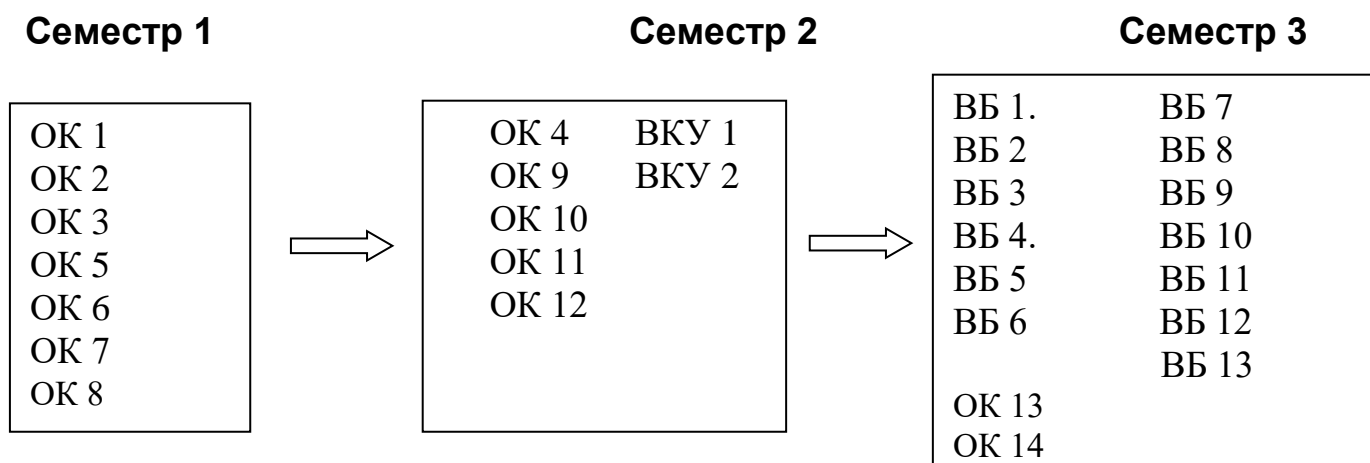 Семестр 1
Семестр 2
Семестр 3
ОК 1
ОК 2
ОК 3
ОК 5
ОК 6
ОК 7
ОК 8
ОК 4 ВКУ 1
ОК 9 ВКУ 2
ОК 10
ОК 11
ОК 12
ВБ 1. ВБ 7
ВБ 2 ВБ 8
ВБ 3 ВБ 9
ВБ 4. ВБ 10
ВБ 5 ВБ 11
ВБ 6 ВБ 12
ВБ 13
ОК 13
ОК 14